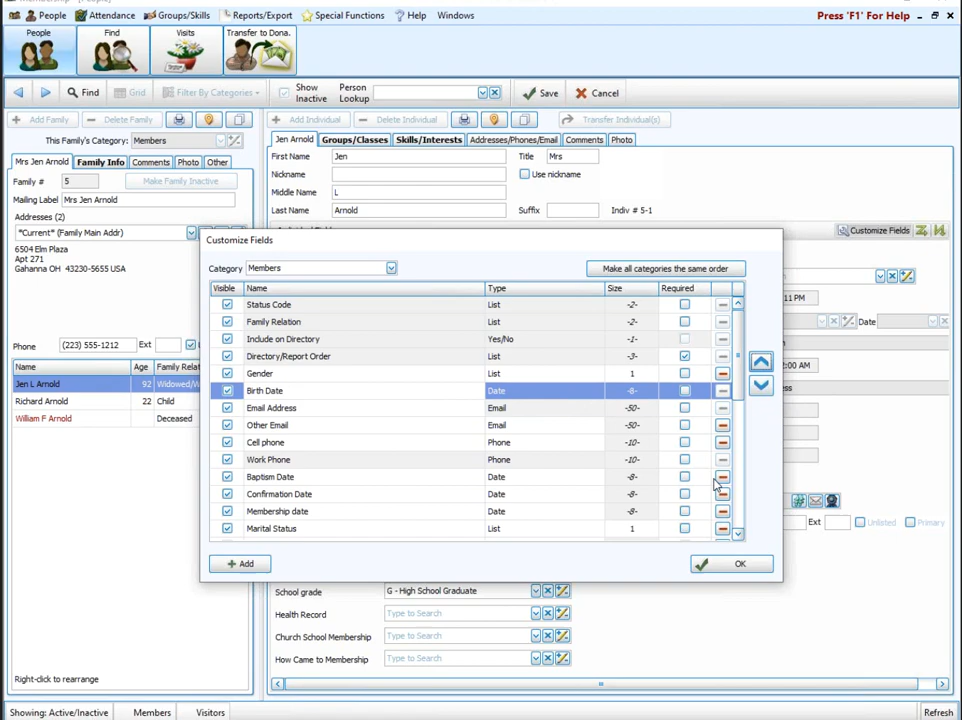 People Attendance Groups/Skills Reports/Export Special Functions Help Windows Press 'F1' For Help
People Find Visits Transfer to Dona.
Find Grid Filter By Categories Show Inactive Person Lookup Save Cancel
Add Family Delete Family Add Individual Delete Individual Transfer Individual(s)
This Family's Category: Members
Jen Arnold Groups/Classes Skills/Interests Addresses/Phones/Email Comments Photo
Mrs Jen Arnold Family Info Comments Photo Other
First Name Jen Title Mrs
Family # 5 Make Family Inactive
Nickname Use nickname
Mailing Label Mrs Jen Arnold
Middle Name L
Addresses (2)
Last Name Arnold Suffix Indiv # 5-1
*Current* (Family Main Addr)
Customize Fields
6504 Elm Plaza
Apt 271
Gahanna OH 43230-5655 USA
Phone (223) 555-1212 Ext
Name Age Family Rela
Jen L Arnold 92 Widowed/W
Richard Arnold 22 Child
William F Arnold Deceased
Customize Fields
Category Members Make all categories the same order
Visible Name Type Size Required
Status Code List -2-
Family Relation List -2-
Include on Directory Yes/No -1-
Directory/Report Order List -3-
Gender List 1
Birth Date Date -8-
Email Address Email -50-
Other Email Email -50-
Cell phone Phone -10-
Work Phone Phone -10-
Baptism Date Date -8-
Confirmation Date Date -8-
Membership date Date -8-
Marital Status List 1
Add OK
11 PM
Date
2:00 AM
ess
Ext Unlisted Primary
School grade G - High School Graduate
Health Record Type to Search
Church School Membership Type to Search
How Came to Membership Type to Search
Right-click to rearrange
Showing: Active/Inactive Members Visitors Refresh